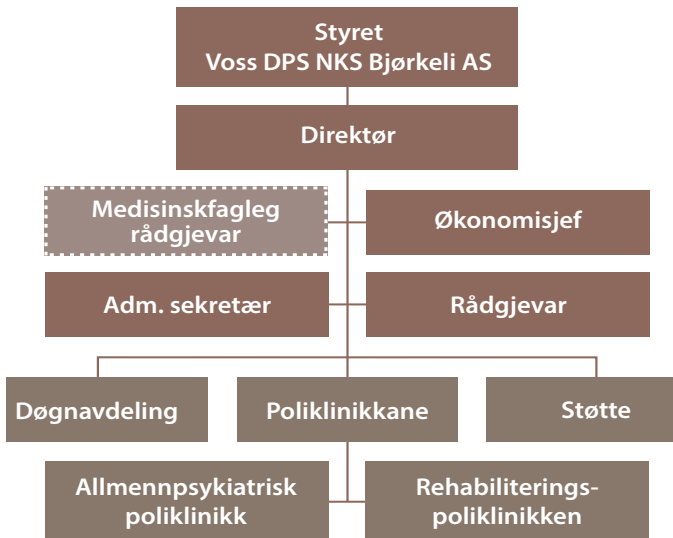 Styret
Voss DPS NKS Bjørkeli AS
Direktør
Medisinskfagleg
rådgjevar
Økonomisjef
Adm. sekretær
Rådgjevar
Døgnavdeling
Poliklinikkane
Støtte
Allmennpsykiatrisk
poliklinikk
Rehabiliterings-
poliklinikken